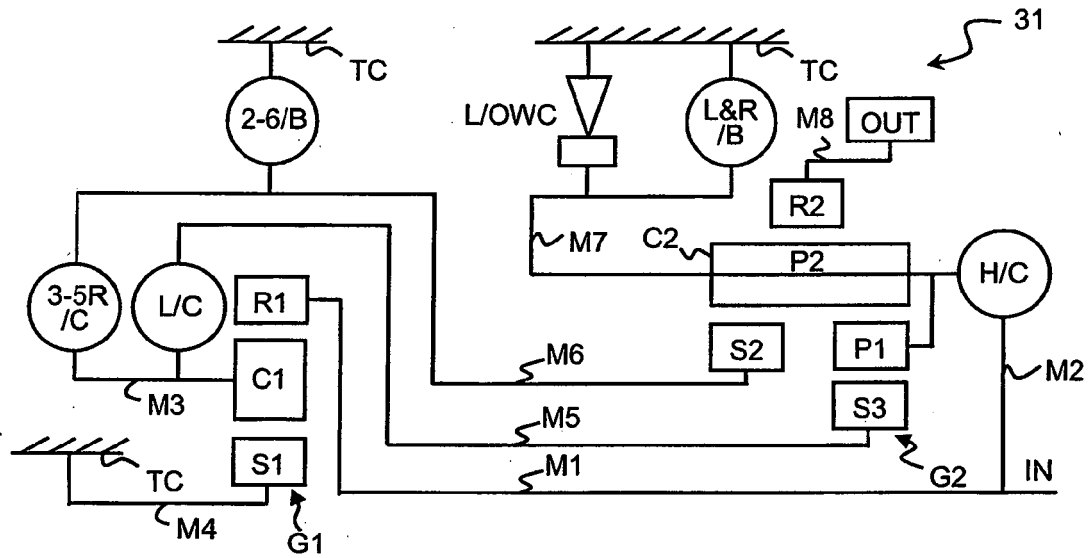 31
TC
TC
2-6/B
L/OWC
L&R
/B
M8
OUT
R2
M7
C2
P2
H/C
3-5R
/C
L/C
R1
S2
P1
M6
M2
C1
M3
S3
M5
S1
M1
G2
IN
TC
M4
G1